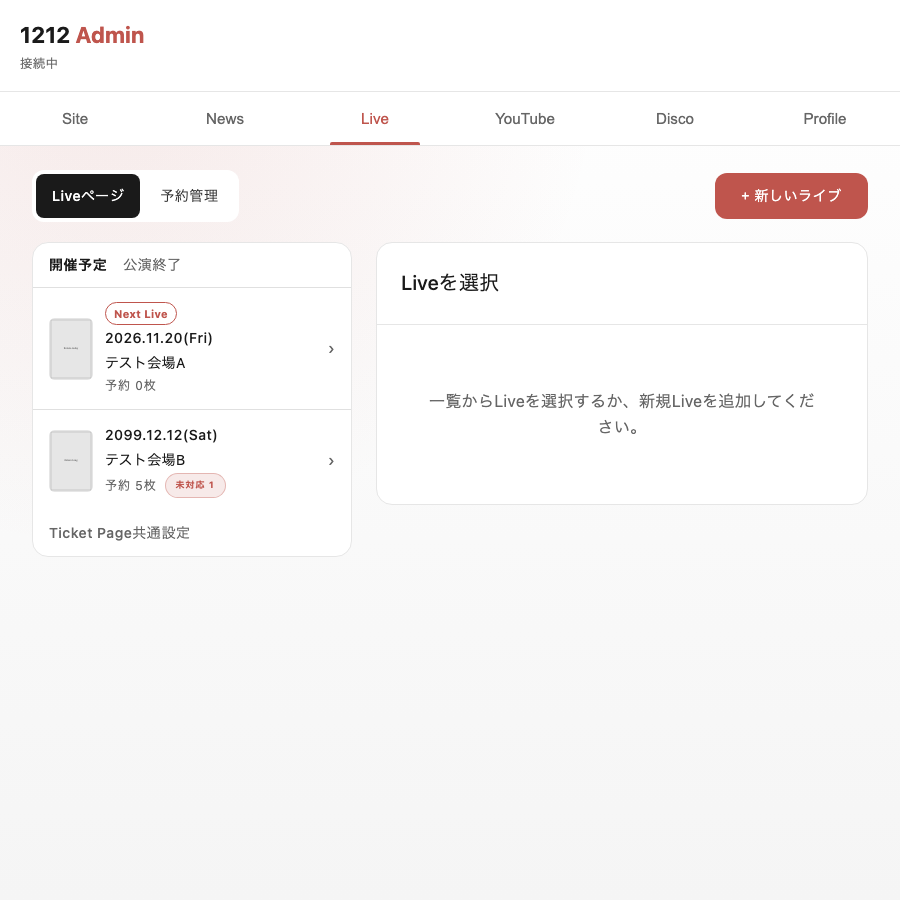 1212 Admin
接続中
Site
News
Live
YouTube
Disco
Profile
Liveページ
予約管理
+ 新しいライブ
開催予定 公演終了
Next Live
2026.11.20(Fri)
テスト会場A
予約 0枚
›
2099.12.12(Sat)
テスト会場B
予約 5枚 未対応 1
›
Ticket Page共通設定
Liveを選択
一覧からLiveを選択するか、新規Liveを追加してくだ
さい。